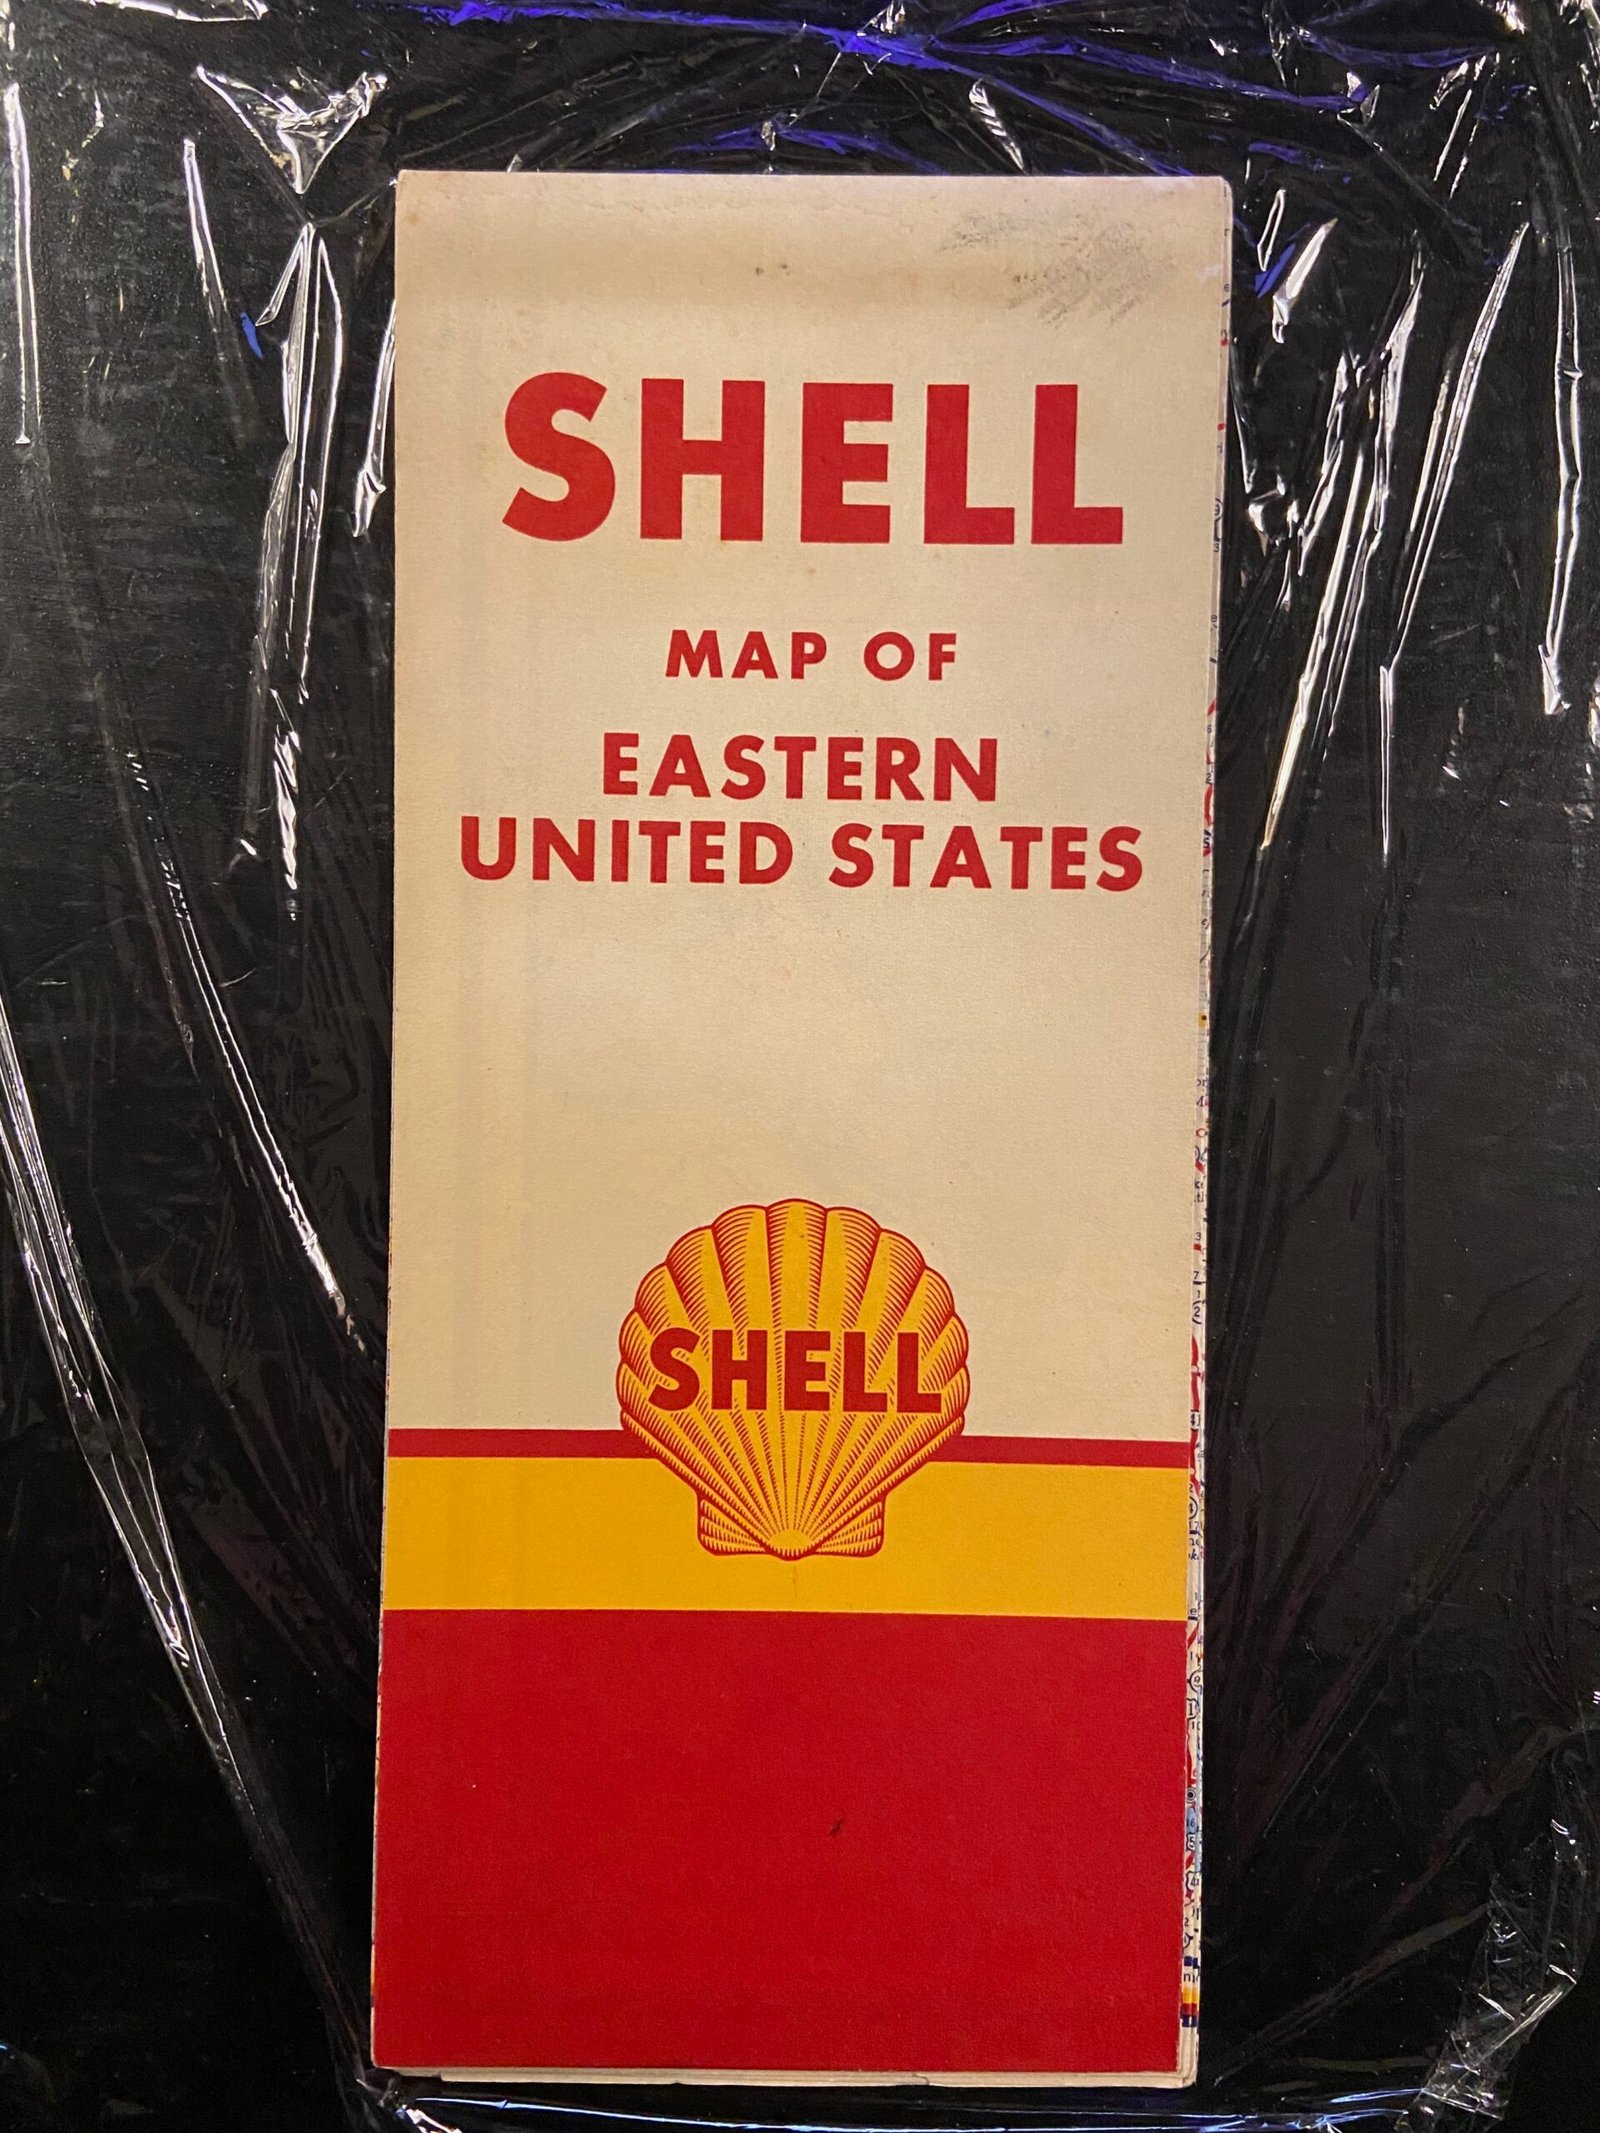 SHELL
MAP OF
EASTERN
UNITED STATES
SHELL